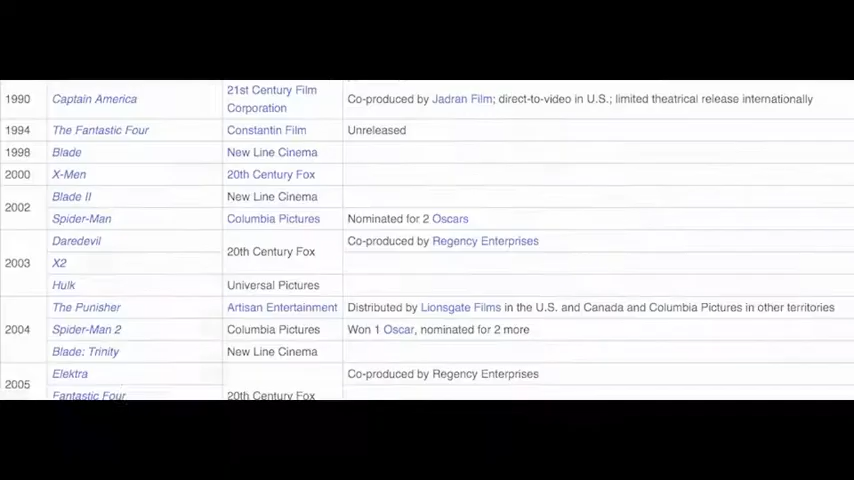 21st Century Film
1990 Captain America Corporation Co-produced by Jadran Film; direct-to-video in U.S.; limited theatrical release internationally
1994 The Fantastic Four Constantin Film Unreleased
1998 Blade New Line Cinema
2000 X-Men 20th Century Fox
2002 Blade II New Line Cinema
Spider-Man Columbia Pictures Nominated for 2 Oscars
2003 Daredevil 20th Century Fox Co-produced by Regency Enterprises
X2
Hulk Universal Pictures
2004 The Punisher Artisan Entertainment Distributed by Lionsgate Films in the U.S. and Canada and Columbia Pictures in other territories
Spider-Man 2 Columbia Pictures Won 1 Oscar, nominated for 2 more
Blade: Trinity New Line Cinema
2005 Elektra Co-produced by Regency Enterprises
Fantastic Four 20th Century Fox